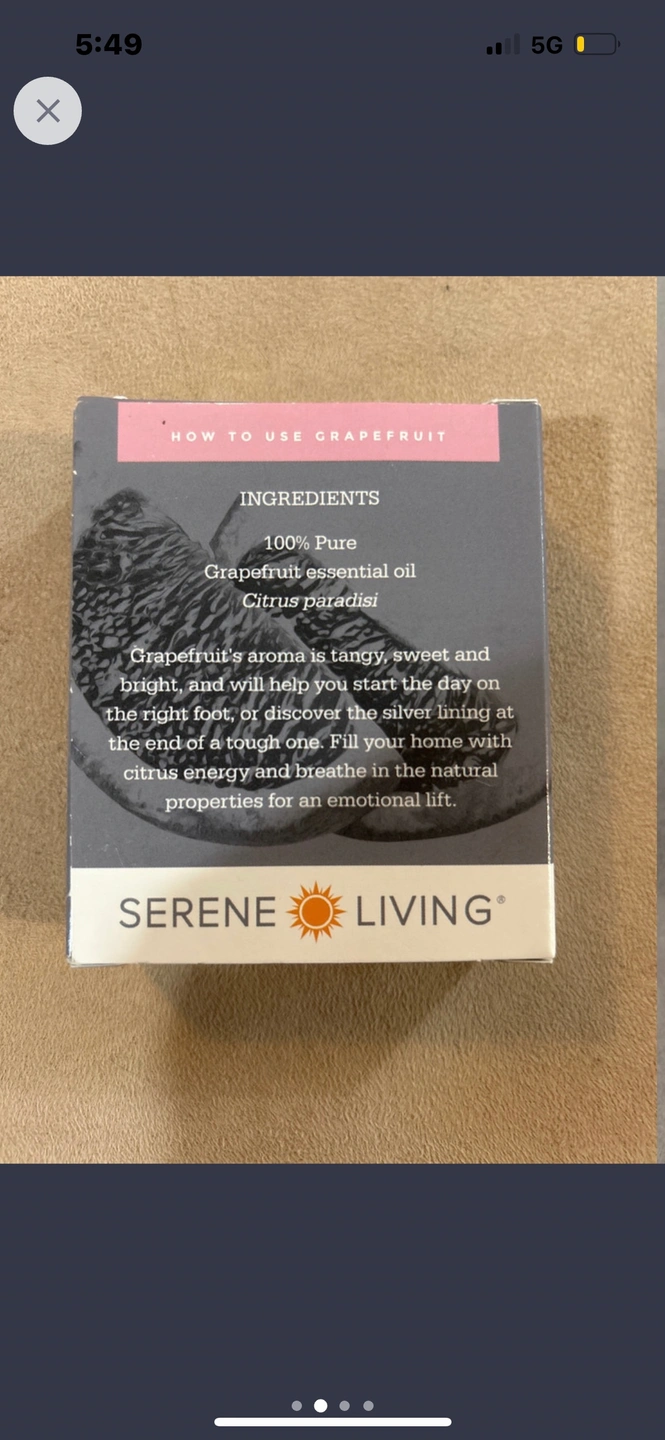 5:49
5G
HOW TO USE GRAPEFRUIT
INGREDIENTS
100% Pure
Grapefruit essential oil
Citrus paradisi
Grapefruit's aroma is tangy, sweet and
bright, and will help you start the day on
the right foot, or discover the silver lining at
the end of a tough one. Fill your home with
citrus energy and breathe in the natural
properties for an emotional lift.
SERENE LIVING®